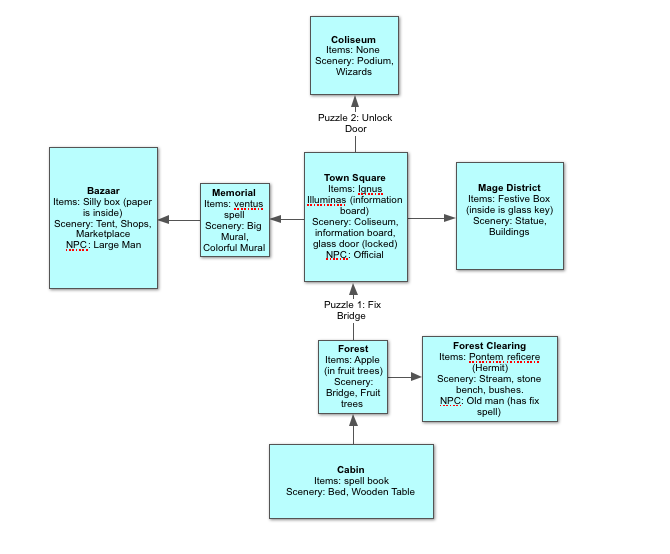 Coliseum
Items: None
Scenery: Podium,
Wizards
Puzzle 2: Unlock
Door
Bazaar
Items: Silly box (paper
is inside)
Scenery: Tent, Shops,
Marketplace
NPC: Large Man
Memorial
Items: ventus
spell
Scenery: Big
Mural,
Colorful Mural
Town Square
Items: Ignus
Illuminas (information
board)
Scenery: Coliseum,
information board,
glass door (locked)
NPC: Official
Mage District
Items: Festive Box
(inside is glass key)
Scenery: Statue,
Buildings
Puzzle 1: Fix
Bridge
Forest
Items: Apple
(in fruit trees)
Scenery:
Bridge, Fruit
trees
Forest Clearing
Items: Pontem reficere
(Hermit)
Scenery: Stream, stone
bench, bushes.
NPC: Old man (has fix
spell)
Cabin
Items: spell book
Scenery: Bed, Wooden Table